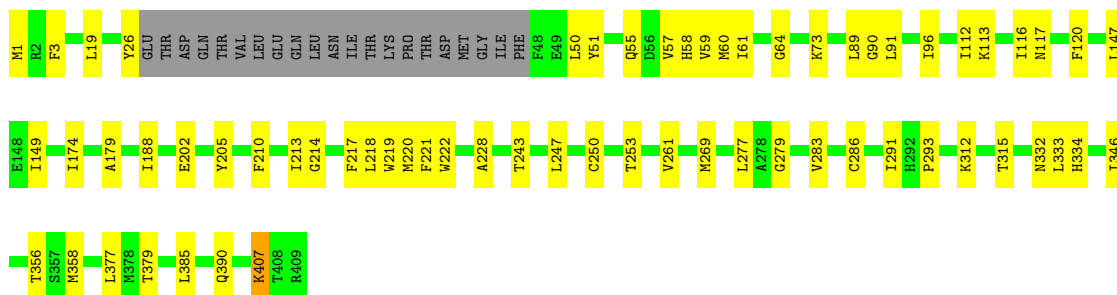 M1 R2 F3 L19 Y26 GLU THR ASP GLN THR VAL LEU GLU GLN LEU ASN ILE THR LYS PRO THR ASP MET GLY ILE PHE F48 E49 L50 Y51 Q55 D56 V57 H58 V59 M60 I61 G64 K73 L89 G90 L91 I96 I112 K113 I116 N117 F120 L147
E148 I149 I174 A179 I188 E202 Y205 F210 I213 G214 F217 L218 W219 M220 F221 W222 A228 T243 L247 C250 T253 V261 M269 L277 A278 G279 V283 C286 I291 H292 P293 K312 T315 N332 L333 H334
T356 S357 M358 L377 M378 T379 L385 Q390 K407 T408 R409